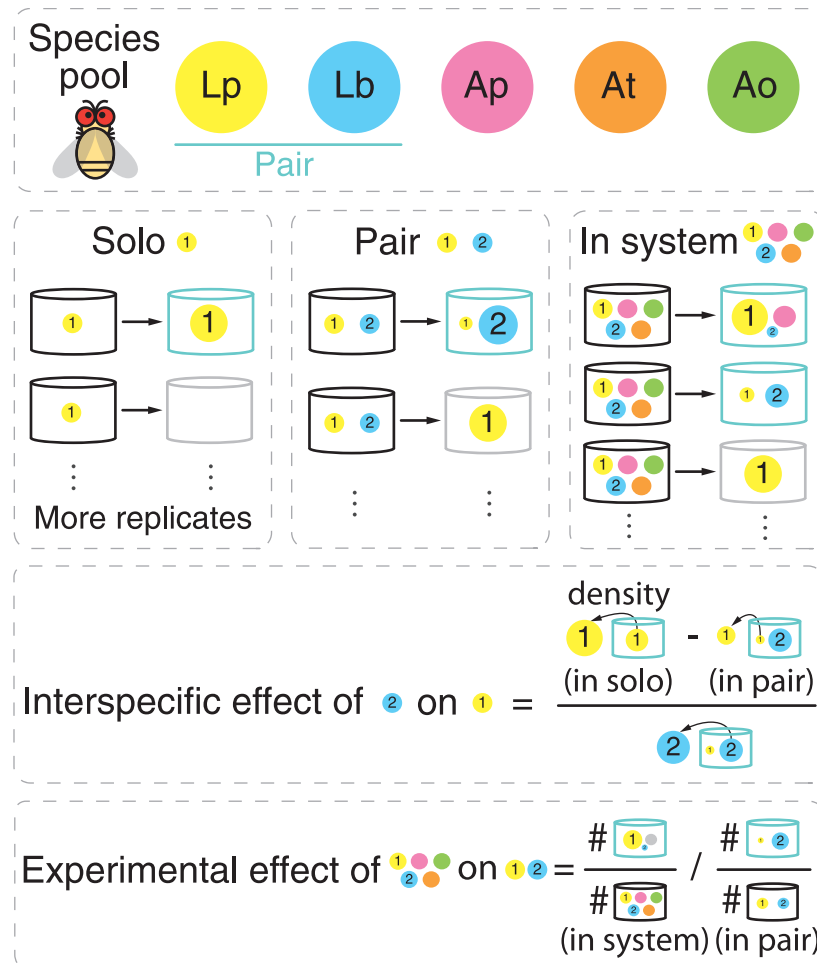 Species
pool
Lp Lb Ap At Ao
Pair
Solo 1
1 1
1
More replicates
Pair 1 2
1 2 1 2
1 2 1
In system 1 2
1 2 1 2
1 2 1 2
1 2 1
density
1 1 - 1 1 2
(in solo) (in pair)
Interspecific effect of 2 on 1 =
2 1 2
# 1 2 # 1 2
Experimental effect of 1 2 on 1 2 = /
# 1 2 # 1 2
(in system) (in pair)